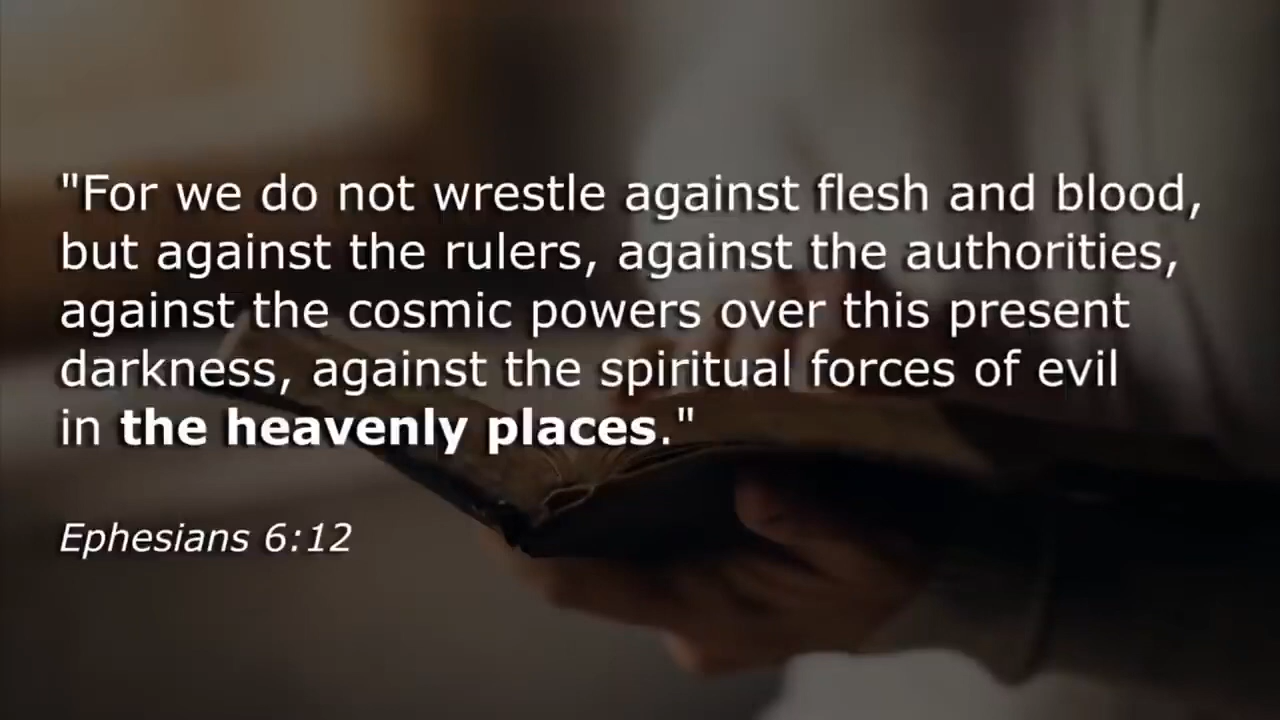 "For we do not wrestle against flesh and blood,
but against the rulers, against the authorities,
against the cosmic powers over this present
darkness, against the spiritual forces of evil
in the heavenly places."
Ephesians 6:12